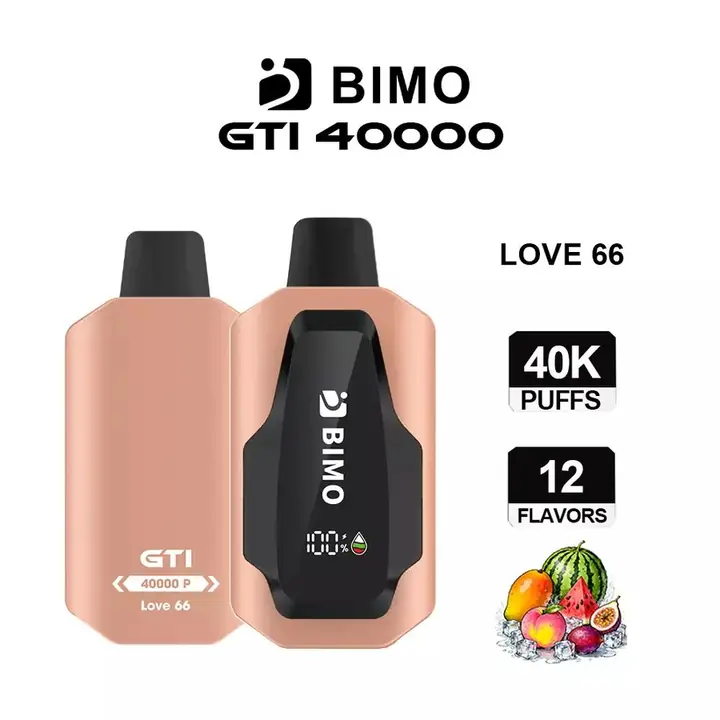 BIMO
GTI 40000
LOVE 66
40K
PUFFS
12
FLAVORS
BIMO
100%
GTI
40000 P
Love 66